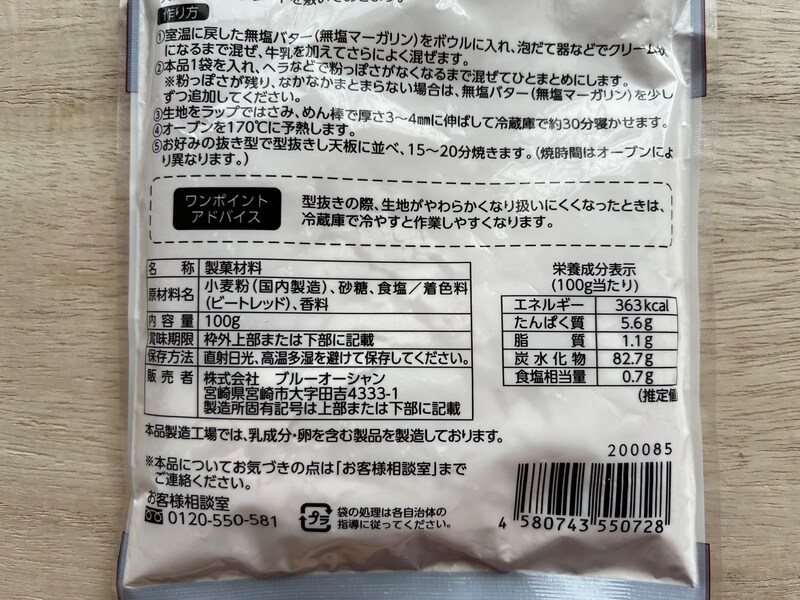 作り方
①室温に戻した無塩バター(無塩マーガリン)をボウルに入れ、泡だて器などでクリーム状
になるまで混ぜ、牛乳を加えてさらによく混ぜます。
②本品1袋を入れ、ヘラなどで粉っぽさがなくなるまで混ぜてひとまとめにします。
※粉っぽさが残り、なかなかまとまらない場合は、無塩バター(無塩マーガリン)を少し
ずつ追加してください。
③生地をラップではさみ、めん棒で厚さ3~4㎜に伸ばして冷蔵庫で約30分寝かせます。
④オーブンを170℃に予熱します。
⑤お好みの抜き型で型抜きし天板に並べ、15~20分焼きます。(焼時間はオーブンによ
り異なります。)
ワンポイント
アドバイス
型抜きの際、生地がやわらかくなり扱いにくくなったときは、
冷蔵庫で冷やすと作業しやすくなります。
名称 製菓材料
原材料名 小麦粉(国内製造)、砂糖、食塩/着色料
(ビートレッド)、香料
内容量 100g
賞味期限 枠外上部または下部に記載
保存方法 直射日光、高温多湿を避けて保存してください。
販売者 株式会社 ブルーオーシャン
宮崎県宮崎市大字田吉4333-1
製造所固有記号は上部または下部に記載
栄養成分表示
(100g当たり)
エネルギー 363kcal
たんぱく質 5.6g
脂質 1.1g
炭水化物 82.7g
食塩相当量 0.7g
(推定値
本品製造工場では、乳成分・卵を含む製品を製造しております。
※本品についてお気づきの点は「お客様相談室」まで
ご連絡ください。
お客様相談室
0120-550-581
プラ
袋の処理は各自治体の
指導に従ってください。
200085
4 580743 550728